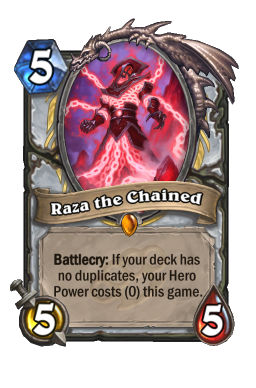 5
Raza the Chained
Battlecry: If your deck has
no duplicates, your Hero
Power costs (0) this game.
5 5